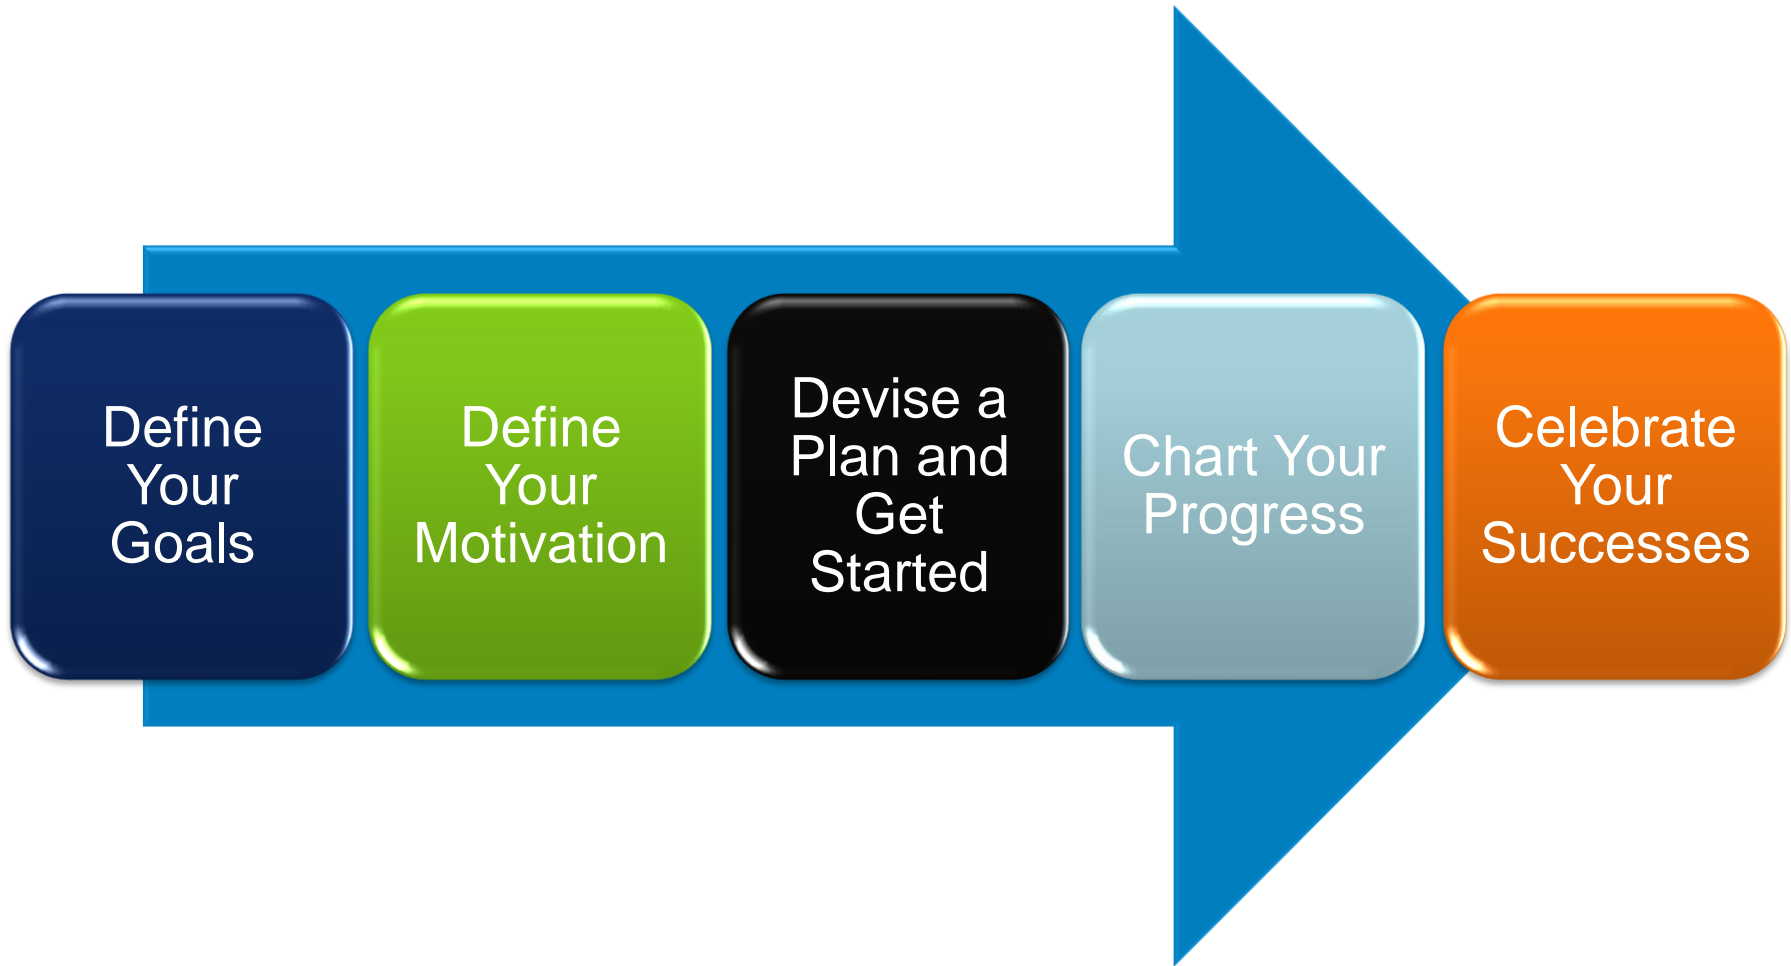 Define
Your
Goals
Define
Your
Motivation
Devise a
Plan and
Get
Started
Chart Your
Progress
Celebrate
Your
Successes